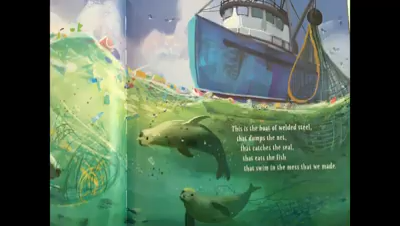 This is the boat of welded steel,
that dumps the net,
that catches the seal,
that eats the fish
that swim in the mess that we made.